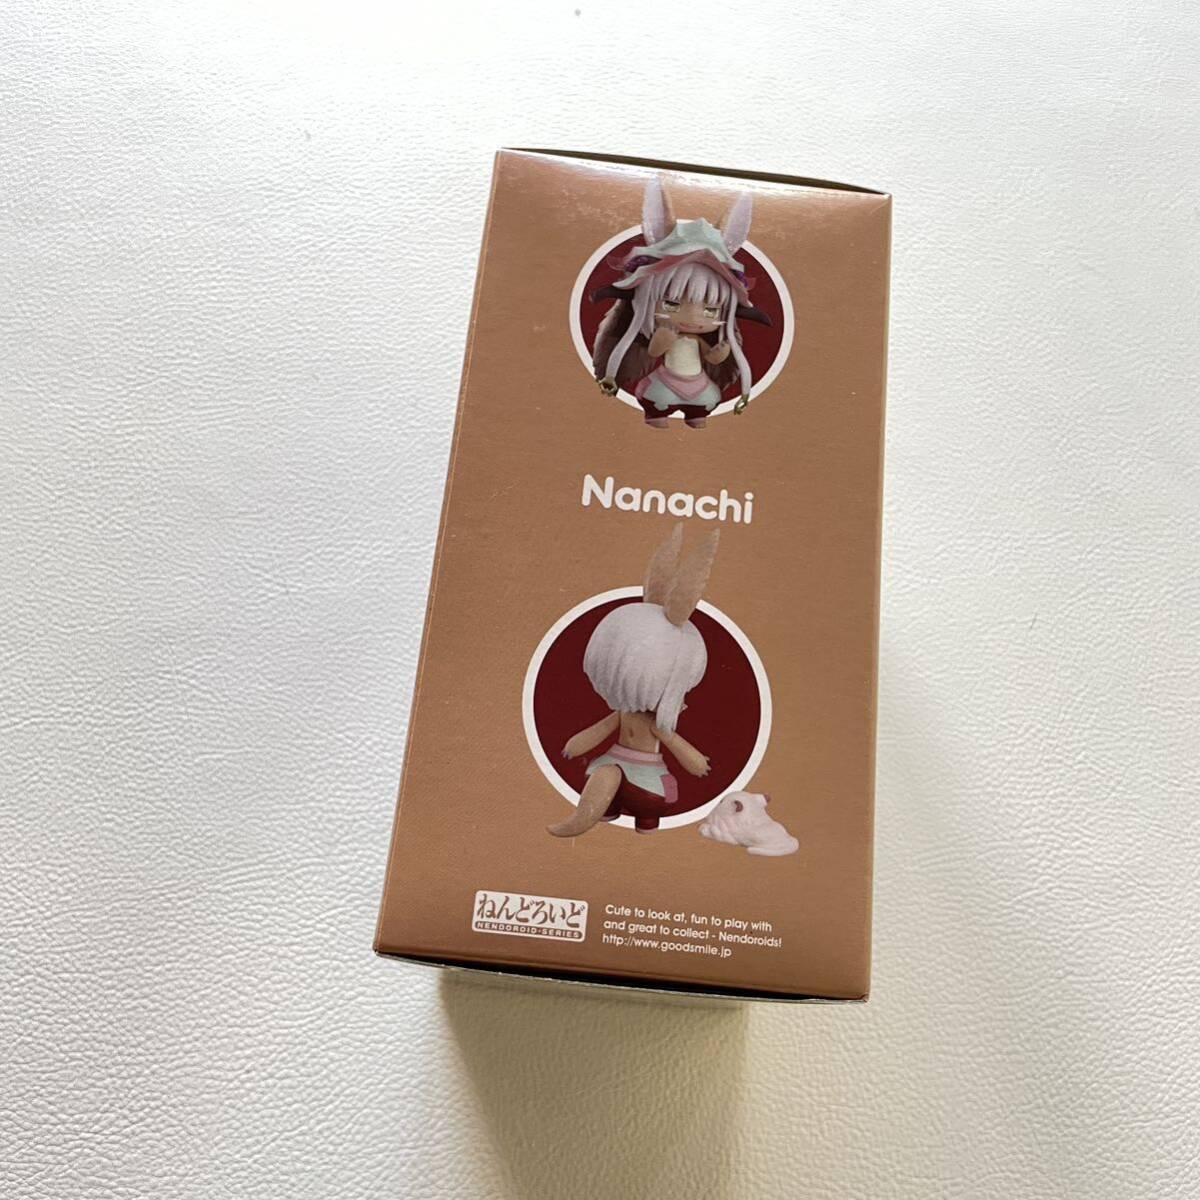 Nanachi
ねんどろいど
NENDOROID-SERIES
Cute to look at, fun to play with
and great to collect - Nendoroids!
http://www.goodsmile.jp